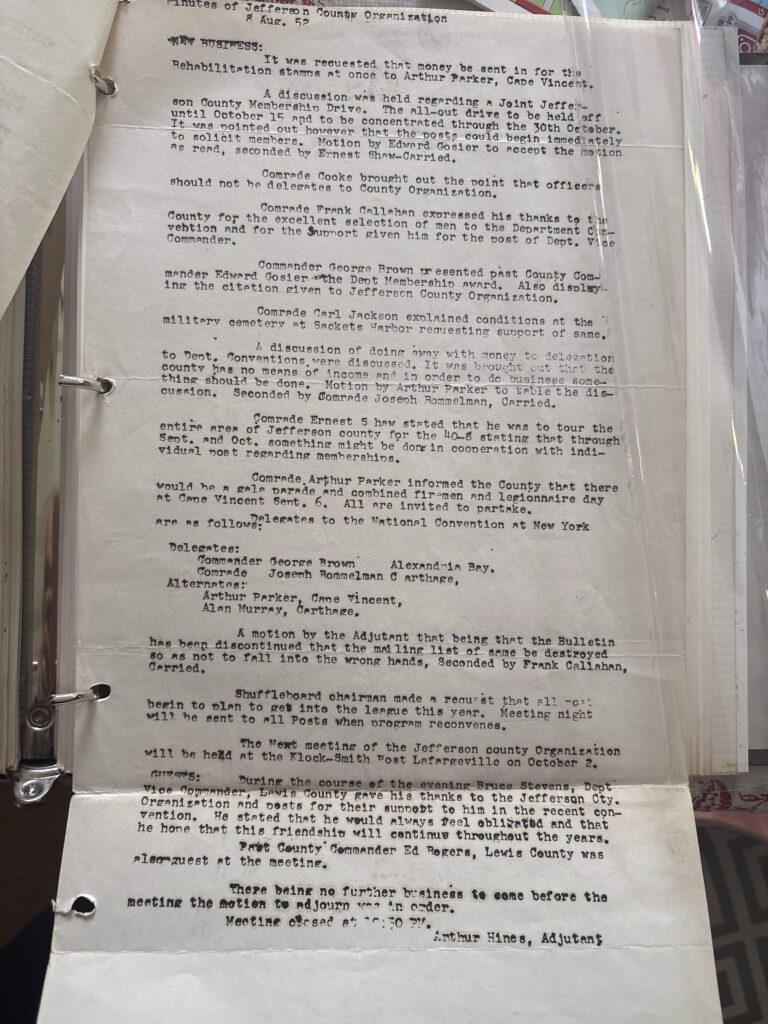 Minutes of Jefferson County Organization
8 Aug. 52
NEW BUSINESS:
It was requested that money be sent in for the
Rehabilitation stamps at once to Arthur Parker, Cape Vincent.
A discussion was held regarding a Joint Jeffer-
son County Membership Drive. The all-out drive to be held off
until October 15 and to be concentrated through the 30th October.
It was pointed out however that the posts could begin immediately
to solicit members. Motion by Edward Gosier to accept the motion
as read, seconded by Ernest Shaw-Carried.
Comrade Cooke brought out the point that officers
should not be delegates to County Organization.
Comrade Frank Callahan expressed his thanks to the
County for the excellent selection of men to the Department Con-
vebtion and for the Support given him for the post of Dept. Vice
Commander.
Commander George Brown presented past County Com-
mander Edward Gosier the Dept Membership award. Also display-
ing the citation given to Jefferson County Organization.
Comrade Carl Jackson explained conditions at the
military cemetery at Sackets Harbor requesting support of same.
A discussion of doing away with money to delegation
to Dept. Conventions were discussed. It was brought out that the
county has no means of income and in order to do business some-
thing should be done. Motion by Arthur Parker to table the dis-
cussion. Seconded by Comrade Joseph Rommelman, Carried.
Comrade Ernest S haw stated that he was to tour the
entire area of Jefferson county for the 40-8 stating that through
Sept. and Oct. something might be done in cooperation with indi-
vidual post regarding memberships.
Comrade Arthur Parker informed the County that there
would be a gala parade and combined firemen and legionnaire day
at Cape Vincent Sept. 6. All are invited to partake.
Delegates to the National Convention at New York
are as follows:
Delegates:
Commander George Brown Alexandria Bay.
Comrade Joseph Rommelman C arthage,
Alternates:
Arthur Parker, Cape Vincent,
Alan Murray, Carthage.
A motion by the Adjutant that being that the Bulletin
has been discontinued that the mailing list of same be destroyed
so as not to fall into the wrong hands, Seconded by Frank Callahan,
Carried.
Shuffleboard chairman made a request that all post
begin to plan to get into the league this year. Meeting night
will be sent to all Posts when program reconvenes.
The Next meeting of the Jefferson county Organization
will be held at the Klock-Smith Post Lafargeville on October 2.
GUESTS: During the course of the evening Bruce Stevens, Dept
Vice Commander, Lewis County gave his thanks to the Jefferson Cty.
Organization and posts for their support to him in the recent con-
vention. He stated that he would always feel obligated and that
he hope that this friendship will continue throughout the years.
Past County Commander Ed Rogers, Lewis County was
also guest at the meeting.
There being no further business to come before the
meeting the motion to adjourn was in order.
Meeting closed at PM.
Arthur Hines, Adjutant